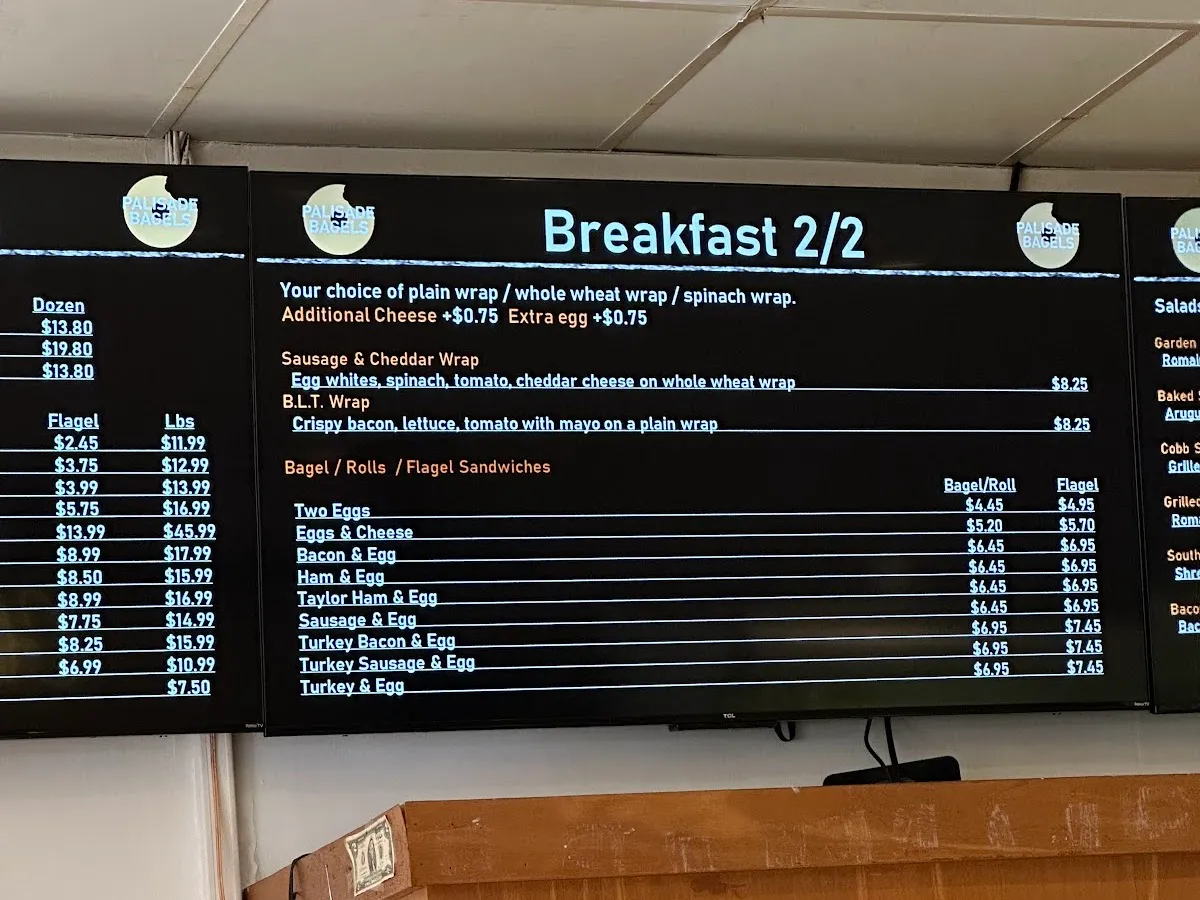 PALISADE
BAGELS
Dozen
$13.80
$19.80
$13.80
Flagel Lbs
$2.45 $11.99
$3.75 $12.99
$3.99 $13.99
$5.75 $16.99
$13.99 $45.99
$8.99 $17.99
$8.50 $15.99
$8.99 $16.99
$7.75 $14.99
$8.25 $15.99
$6.99 $10.99
$7.50
PALISADE
BAGELS
Breakfast 2/2
PALISADE
BAGELS
Your choice of plain wrap / whole wheat wrap / spinach wrap.
Additional Cheese +$0.75 Extra egg +$0.75
Sausage & Cheddar Wrap
Egg whites, spinach, tomato, cheddar cheese on whole wheat wrap $8.25
B.L.T. Wrap
Crispy bacon, lettuce, tomato with mayo on a plain wrap $8.25
Bagel / Rolls / Flagel Sandwiches
Bagel/Roll Flagel
Two Eggs $4.45 $4.95
Eggs & Cheese $5.20 $5.70
Bacon & Egg $6.45 $6.95
Ham & Egg $6.45 $6.95
Taylor Ham & Egg $6.45 $6.95
Sausage & Egg $6.45 $6.95
Turkey Bacon & Egg $6.95 $7.45
Turkey Sausage & Egg $6.95 $7.45
Turkey & Egg $6.95 $7.45
TCL
Salads
Garden
Baked
Cobb
Grilled